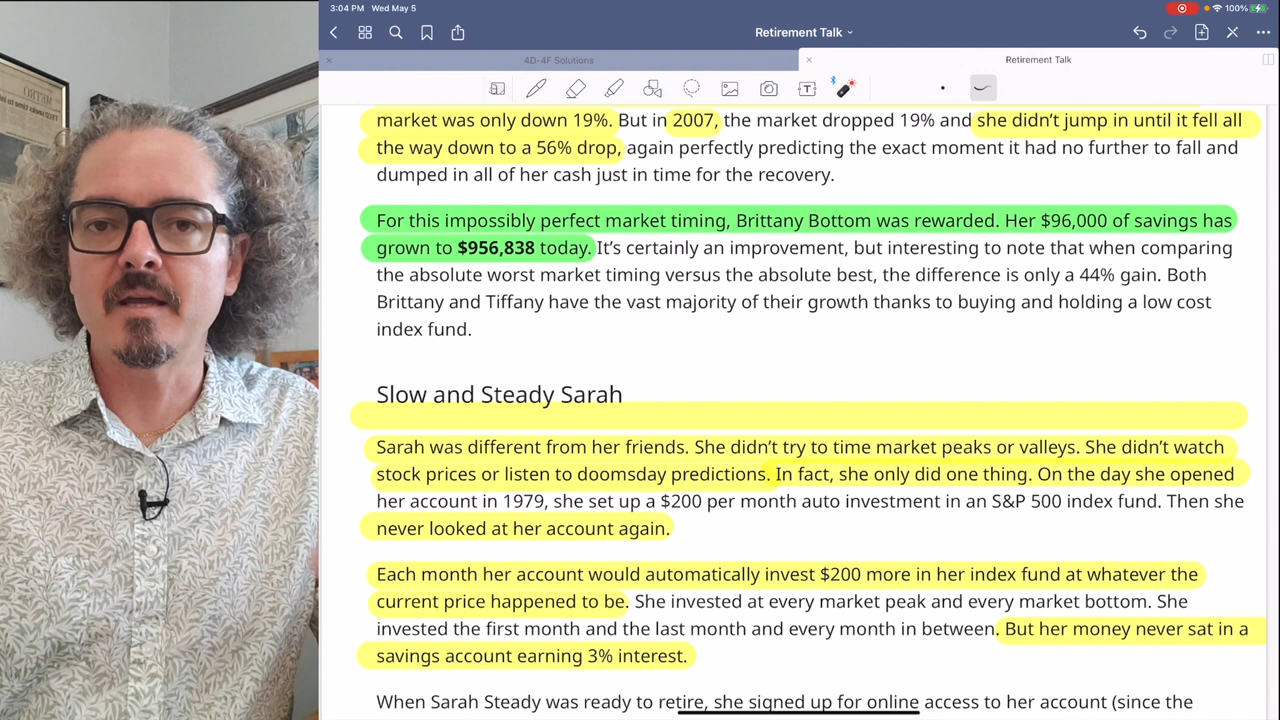 3:04 PM Wed May 5
100%
Retirement Talk
4D-4F Solutions
Retirement Talk
T
market was only down 19%. But in 2007, the market dropped 19% and she didn't jump in until it fell all
the way down to a 56% drop, again perfectly predicting the exact moment it had no further to fall and
dumped in all of her cash just in time for the recovery.
For this impossibly perfect market timing, Brittany Bottom was rewarded. Her $96,000 of savings has
grown to $956,838 today. It's certainly an improvement, but interesting to note that when comparing
the absolute worst market timing versus the absolute best, the difference is only a 44% gain. Both
Brittany and Tiffany have the vast majority of their growth thanks to buying and holding a low cost
index fund.
Slow and Steady Sarah
Sarah was different from her friends. She didn't try to time market peaks or valleys. She didn't watch
stock prices or listen to doomsday predictions. In fact, she only did one thing. On the day she opened
her account in 1979, she set up a $200 per month auto investment in an S&P 500 index fund. Then she
never looked at her account again.
Each month her account would automatically invest $200 more in her index fund at whatever the
current price happened to be. She invested at every market peak and every market bottom. She
invested the first month and the last month and every month in between. But her money never sat in a
savings account earning 3% interest.
When Sarah Steady was ready to retire, she signed up for online access to her account (since the